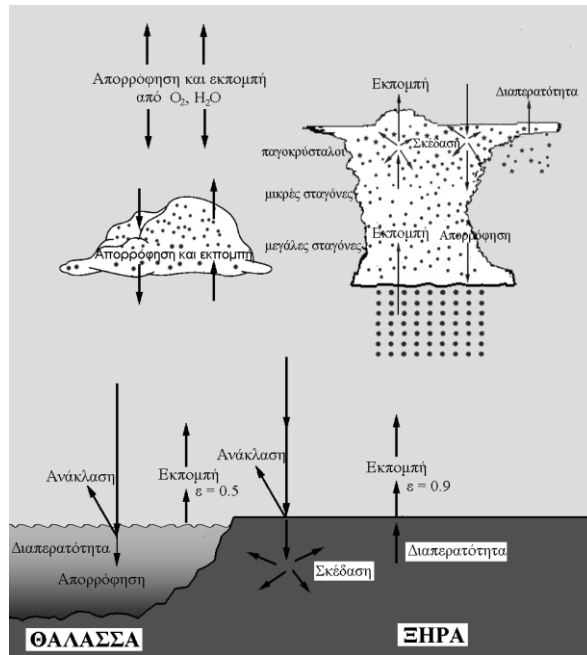 Απορρόφηση και εκπομπή
από O₂, H₂O
Εκπομπή
Διαπερατότητα
Σκέδαση
παγοκρύσταλοι
μικρές σταγόνες
Απορρόφηση και εκπομπή
μεγάλες σταγόνες
Εκπομπή
Απορρόφηση
Ανάκλαση
Εκπομπή
ε = 0.5
Ανάκλαση
Εκπομπή
ε = 0.9
Διαπερατότητα
Απορρόφηση
Σκέδαση
Διαπερατότητα
ΘΑΛΑΣΣΑ
ΞΗΡΑ